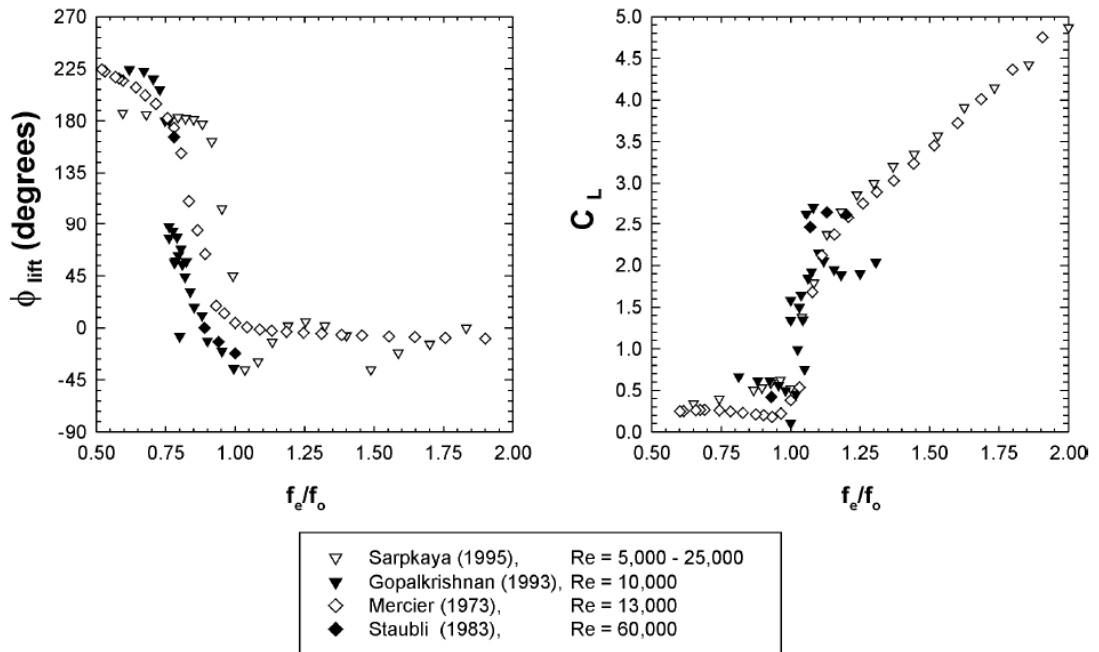 270
225
180
135
90
45
0
-45
-90
ϕ lift (degrees)
0.50 0.75 1.00 1.25 1.50 1.75 2.00
fe/fo
5.0
4.5
4.0
3.5
3.0
2.5
2.0
1.5
1.0
0.5
0.0
C L
0.50 0.75 1.00 1.25 1.50 1.75 2.00
fe/fo
Sarpkaya (1995), Re = 5,000 - 25,000
Gopalkrishnan (1993), Re = 10,000
Mercier (1973), Re = 13,000
Staubli (1983), Re = 60,000